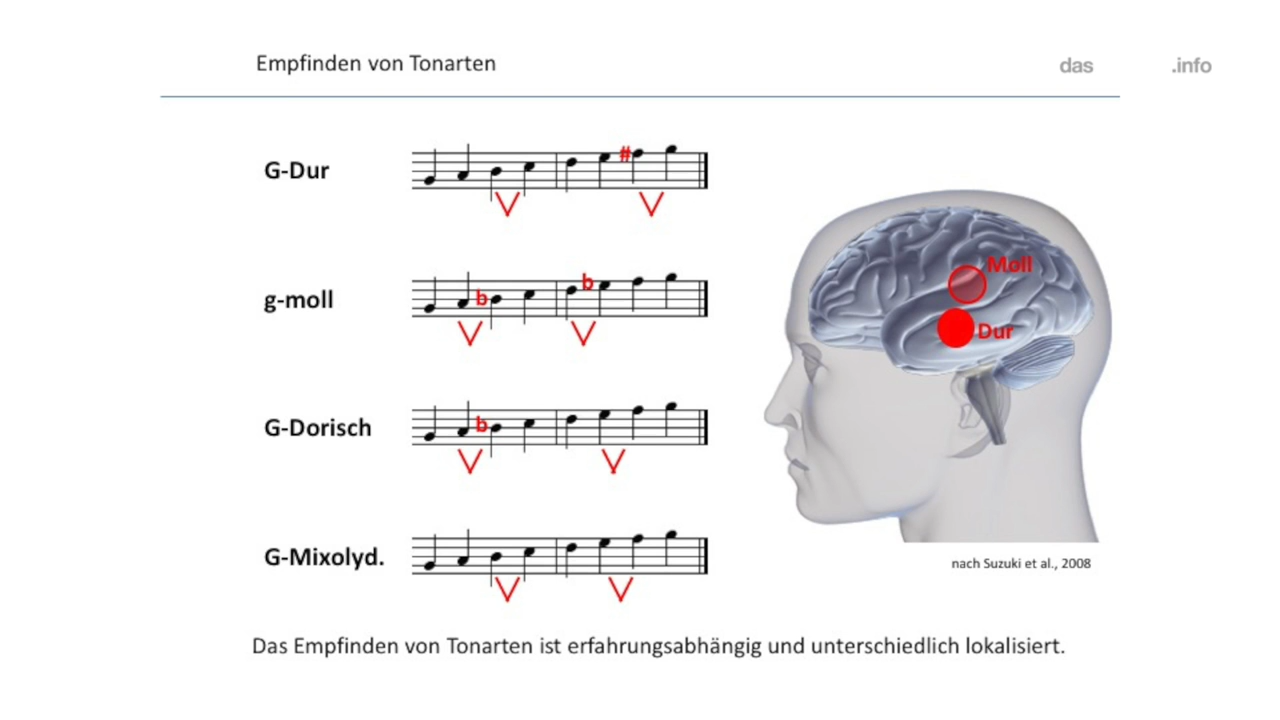 Empfinden von Tonarten
das .info
G-Dur
#
g-moll
b b
G-Dorisch
b
G-Mixolyd.
Moll
Dur
nach Suzuki et al., 2008
Das Empfinden von Tonarten ist erfahrungsabhängig und unterschiedlich lokalisiert.